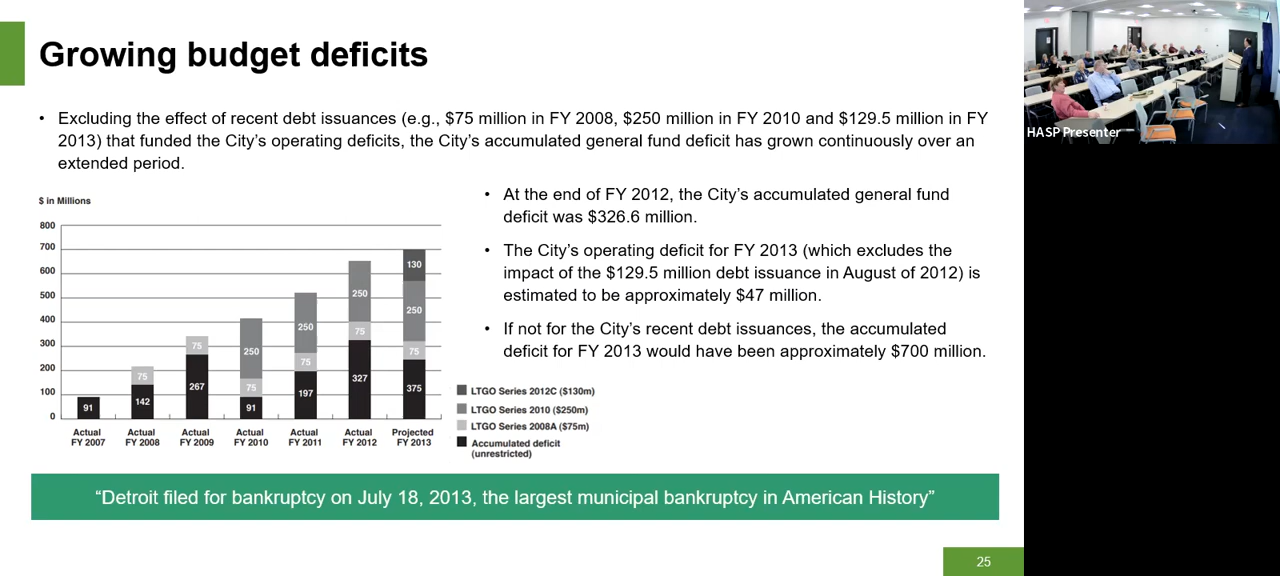 Growing budget deficits
• Excluding the effect of recent debt issuances (e.g., $75 million in FY 2008, $250 million in FY 2010 and $129.5 million in FY
2013) that funded the City's operating deficits, the City's accumulated general fund deficit has grown continuously over an
extended period.
$ in Millions
800
700
600
500
400
300
200
100
0
91
75
142
75
267
250
75
91
250
75
197
250
75
327
130
250
75
375
Actual
FY 2007
Actual
FY 2008
Actual
FY 2009
Actual
FY 2010
Actual
FY 2011
Actual
FY 2012
Projected
FY 2013
LTGO Series 2012C ($130m)
LTGO Series 2010 ($250m)
LTGO Series 2008A ($75m)
Accumulated deficit
(unrestricted)
• At the end of FY 2012, the City's accumulated general fund
deficit was $326.6 million.
• The City's operating deficit for FY 2013 (which excludes the
impact of the $129.5 million debt issuance in August of 2012) is
estimated to be approximately $47 million.
• If not for the City's recent debt issuances, the accumulated
deficit for FY 2013 would have been approximately $700 million.
“Detroit filed for bankruptcy on July 18, 2013, the largest municipal bankruptcy in American History”
25
HASP Presenter